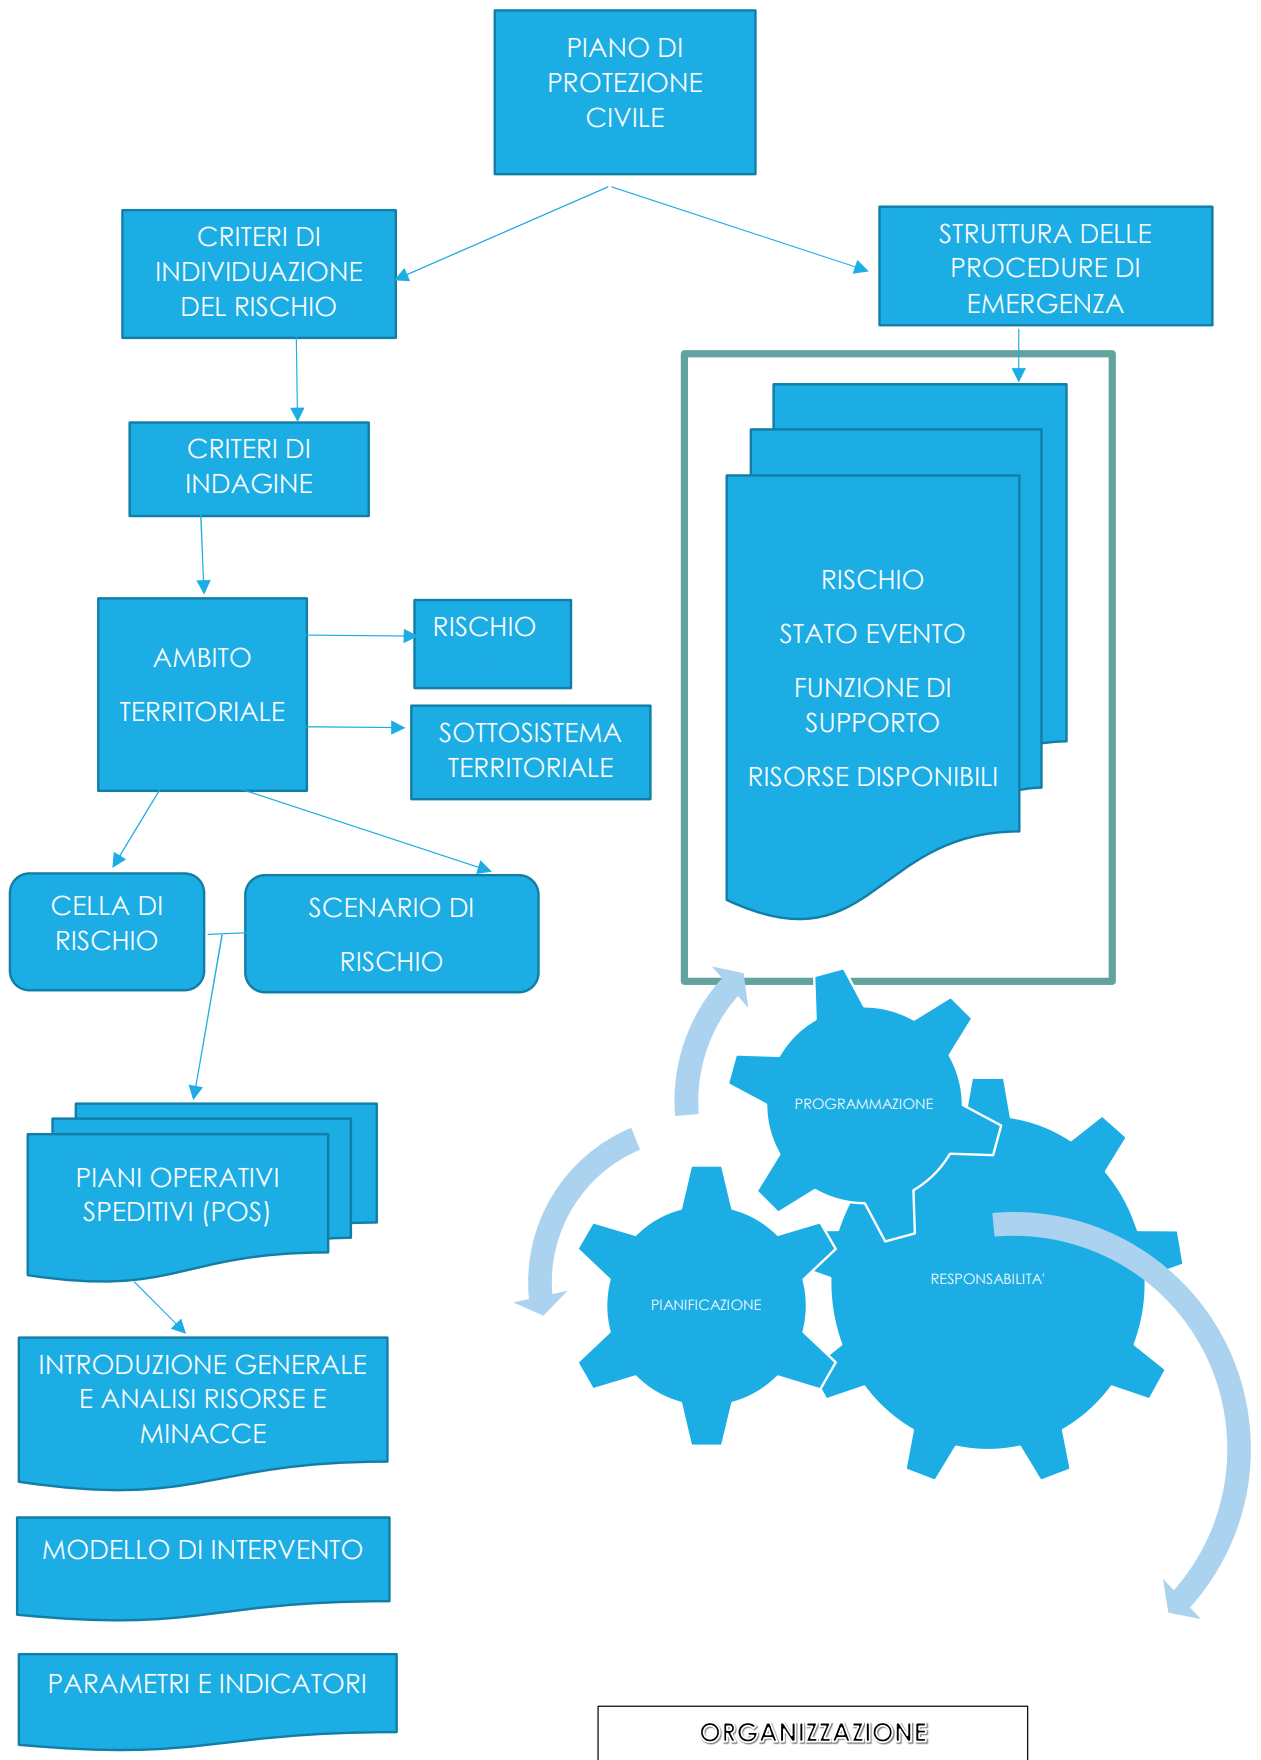 PIANO DI
PROTEZIONE
CIVILE
CRITERI DI
INDIVIDUAZIONE
DEL RISCHIO
STRUTTURA DELLE
PROCEDURE DI
EMERGENZA
CRITERI DI
INDAGINE
AMBITO
TERRITORIALE
RISCHIO
SOTTOSISTEMA
TERRITORIALE
RISCHIO
STATO EVENTO
FUNZIONE DI
SUPPORTO
RISORSE DISPONIBILI
CELLA DI
RISCHIO
SCENARIO DI
RISCHIO
PIANI OPERATIVI
SPEDITIVI (POS)
PROGRAMMAZIONE
PIANIFICAZIONE
RESPONSABILITA'
INTRODUZIONE GENERALE
E ANALISI RISORSE E
MINACCE
MODELLO DI INTERVENTO
PARAMETRI E INDICATORI
ORGANIZZAZIONE